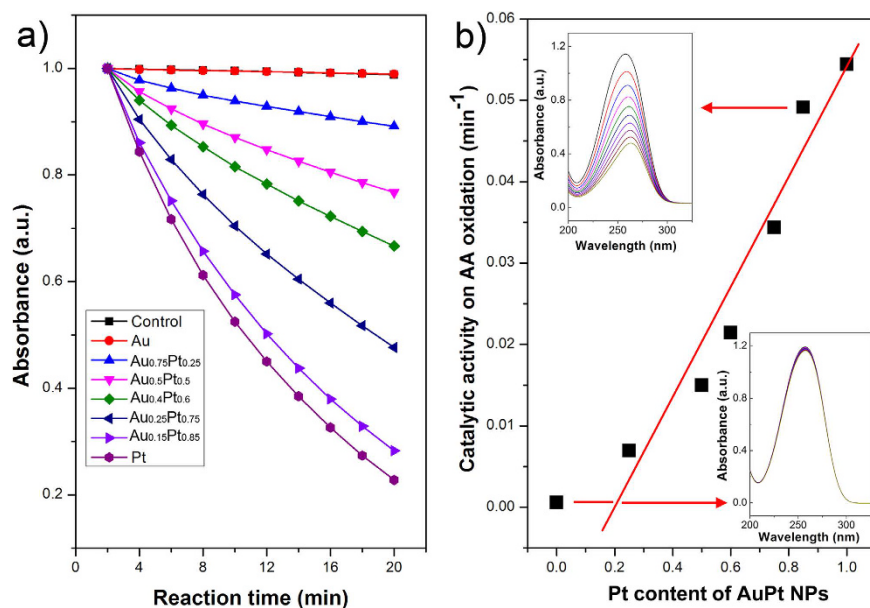 a)
Absorbance (a.u.)
1.0
0.8
0.6
0.4
0.2
Control
Au
Au0.75Pt0.25
Au0.5Pt0.5
Au0.4Pt0.6
Au0.25Pt0.75
Au0.15Pt0.85
Pt
0 4 8 12 16 20
Reaction time (min)
b)
Catalytic activity on AA oxidation (min-1)
0.06
0.05
0.04
0.03
0.02
0.01
0.00
Absorbance (a.u.)
1.2
0.8
0.4
0.0
200 250 300
Wavelength (nm)
Absorbance (a.u.)
1.2
0.8
0.4
0.0
200 250 300
Wavelength (nm)
0.0 0.2 0.4 0.6 0.8 1.0
Pt content of AuPt NPs